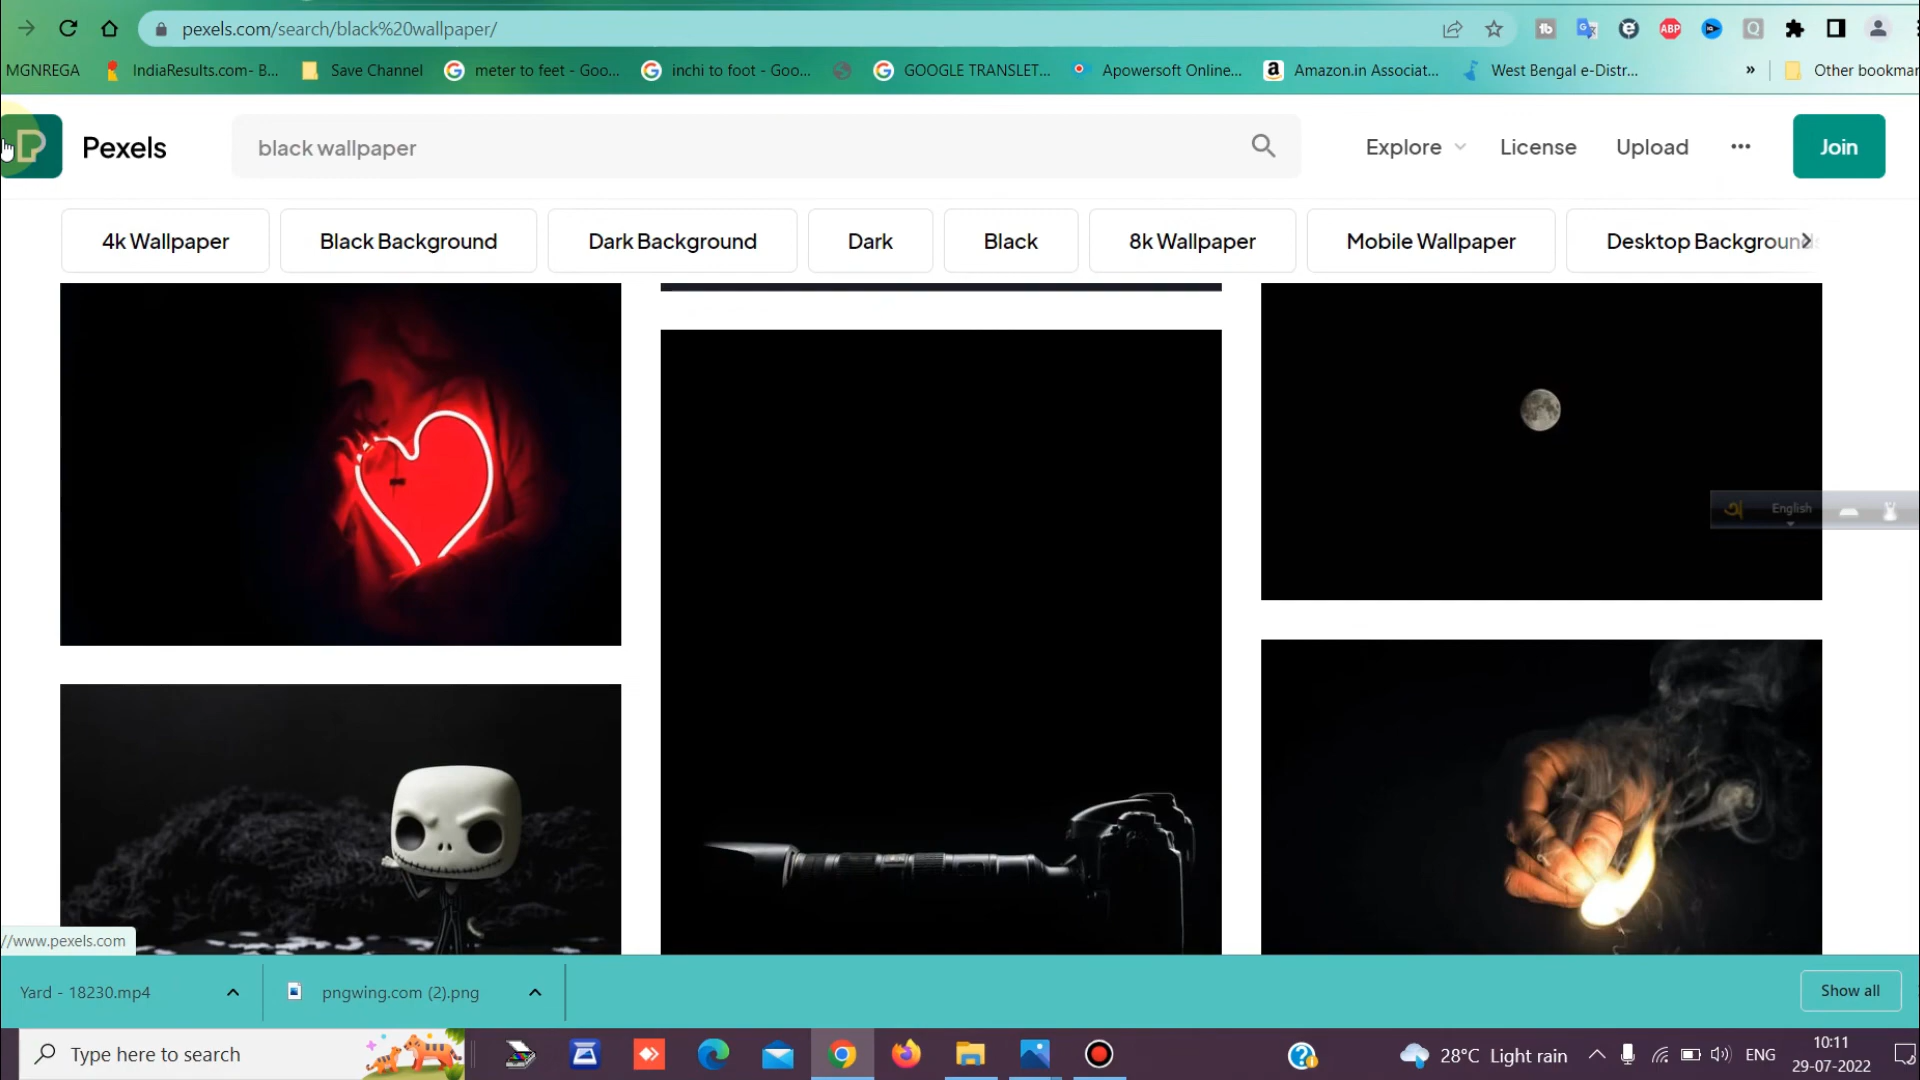 pexels.com/search/black%20wallpaper/
MGNREGA IndiaResults.com- B... Save Channel meter to feet - Goo... inchi to foot - Goo... GOOGLE TRANSLET... Apowersoft Online... Amazon.in Associat... West Bengal e-Distr... » Other bookmar
Pexels black wallpaper Explore License Upload ... Join
4k Wallpaper Black Background Dark Background Dark Black 8k Wallpaper Mobile Wallpaper Desktop Background
অ English
//www.pexels.com
Yard - 18230.mp4 pngwing.com (2).png Show all
Type here to search 28°C Light rain ENG 10:11
29-07-2022